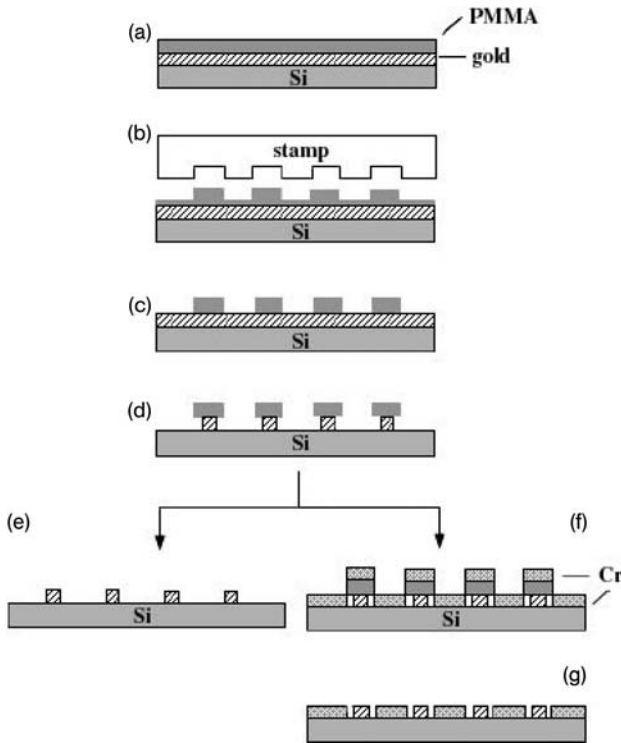 PMMA
(a)
gold
Si
(b)
stamp
Si
(c)
Si
(d)
Si
(e)
(f)
Cr
Si
Si
(g)